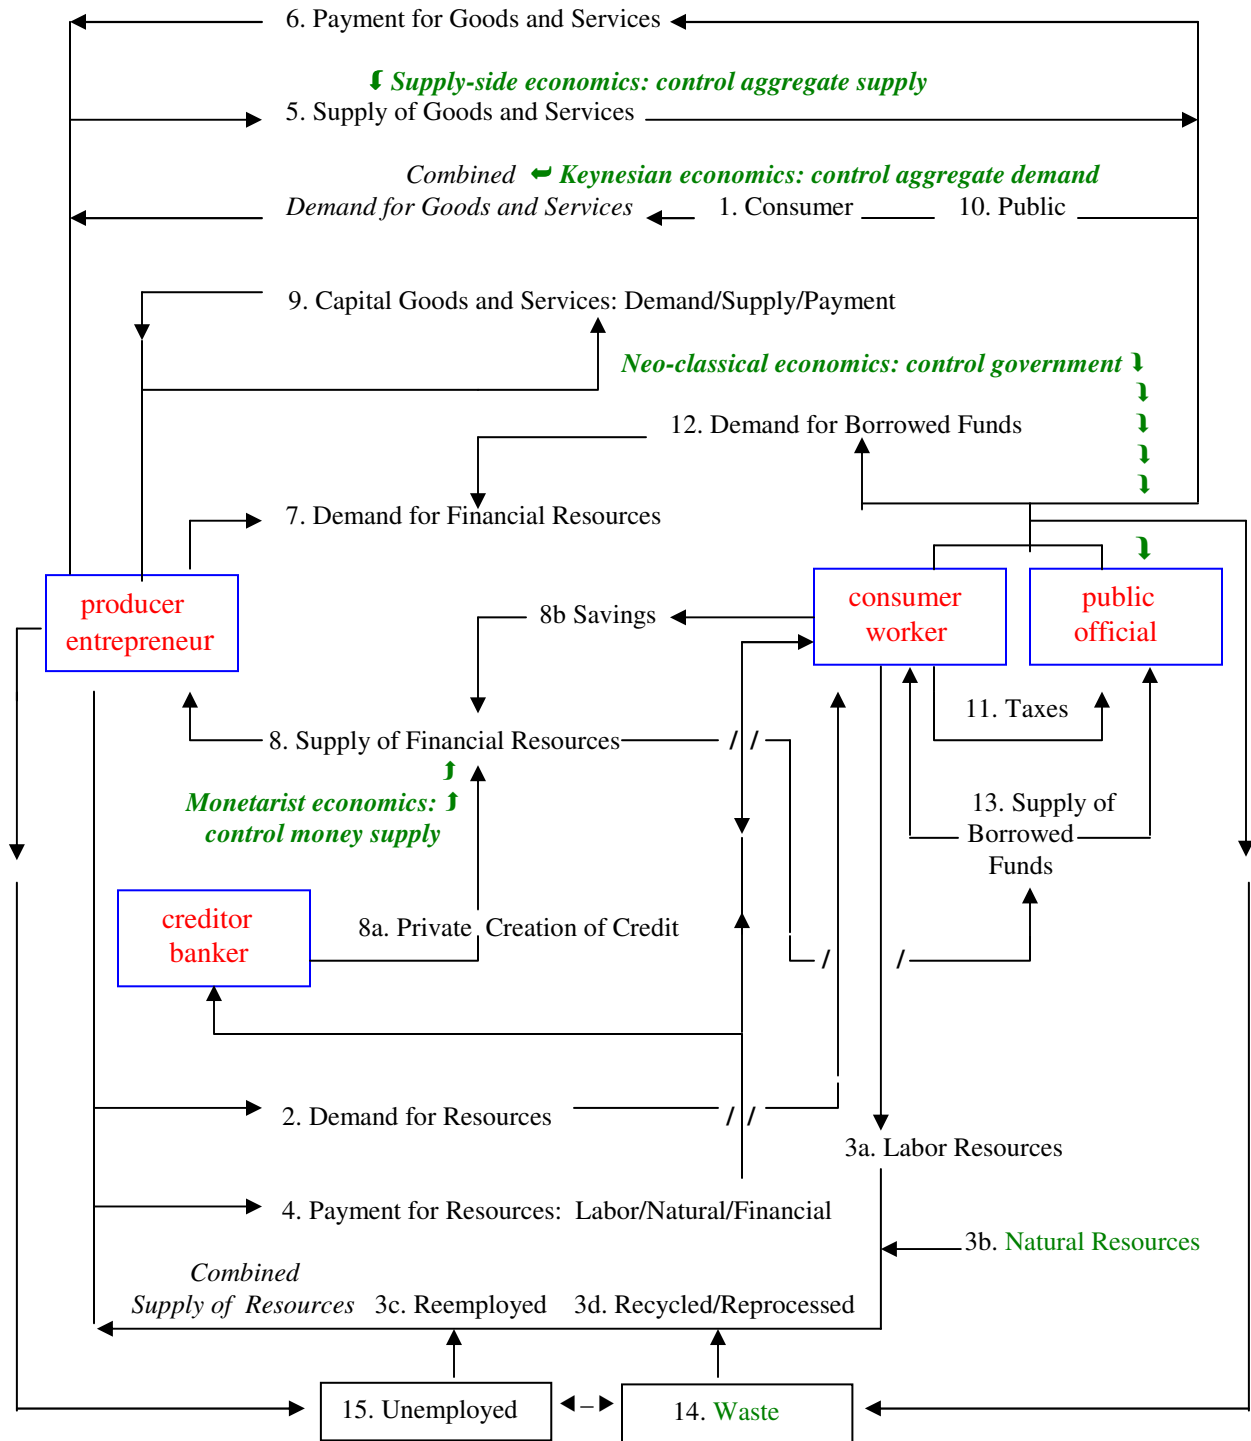 6. Payment for Goods and Services
Supply-side economics: control aggregate supply
5. Supply of Goods and Services
Combined Keynesian economics: control aggregate demand
Demand for Goods and Services 1. Consumer 10. Public
9. Capital Goods and Services: Demand/Supply/Payment
Neo-classical economics: control government
12. Demand for Borrowed Funds
7. Demand for Financial Resources
producer
entrepreneur
8b Savings
consumer
worker
public
official
11. Taxes
8. Supply of Financial Resources / /
Monetarist economics:
control money supply
13. Supply of
Borrowed
Funds
creditor
banker
8a. Private Creation of Credit
/ /
2. Demand for Resources / /
3a. Labor Resources
4. Payment for Resources: Labor/Natural/Financial
3b. Natural Resources
Combined
Supply of Resources 3c. Reemployed 3d. Recycled/Reprocessed
15. Unemployed – 14. Waste